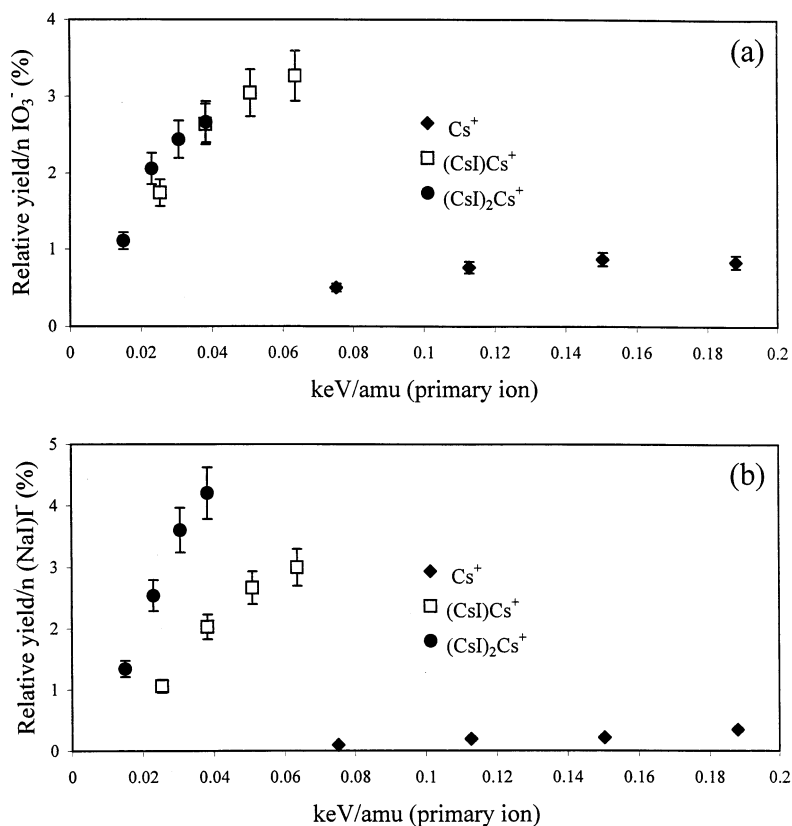 (a)
Relative yield/n IO₃⁻ (%)
4
3
2
1
0
Cs⁺
(CsI)Cs⁺
(CsI)₂Cs⁺
0 0.02 0.04 0.06 0.08 0.1 0.12 0.14 0.16 0.18 0.2
keV/amu (primary ion)
(b)
Relative yield/n (NaI)I⁻ (%)
5
4
3
2
1
0
Cs⁺
(CsI)Cs⁺
(CsI)₂Cs⁺
0 0.02 0.04 0.06 0.08 0.1 0.12 0.14 0.16 0.18 0.2
keV/amu (primary ion)